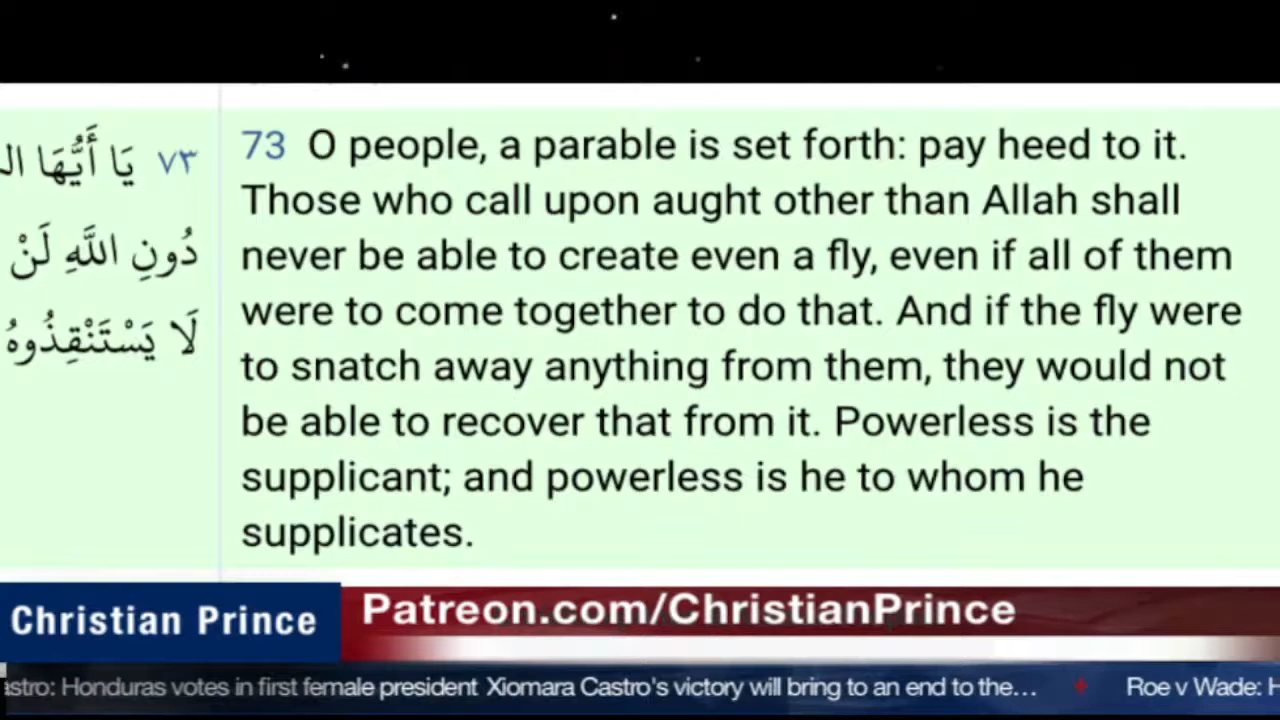 ٧٣ يَا أَيُّهَا
دُونِ اللَّهِ لَنْ
لَا يَسْتَنْقِذُوهُ
73 O people, a parable is set forth: pay heed to it.
Those who call upon aught other than Allah shall
never be able to create even a fly, even if all of them
were to come together to do that. And if the fly were
to snatch away anything from them, they would not
be able to recover that from it. Powerless is the
supplicant; and powerless is he to whom he
supplicates.
Christian Prince
Patreon.com/ChristianPrince
astro: Honduras votes in first female president Xiomara Castro's victory will bring to an end to the... Roe v Wade: H